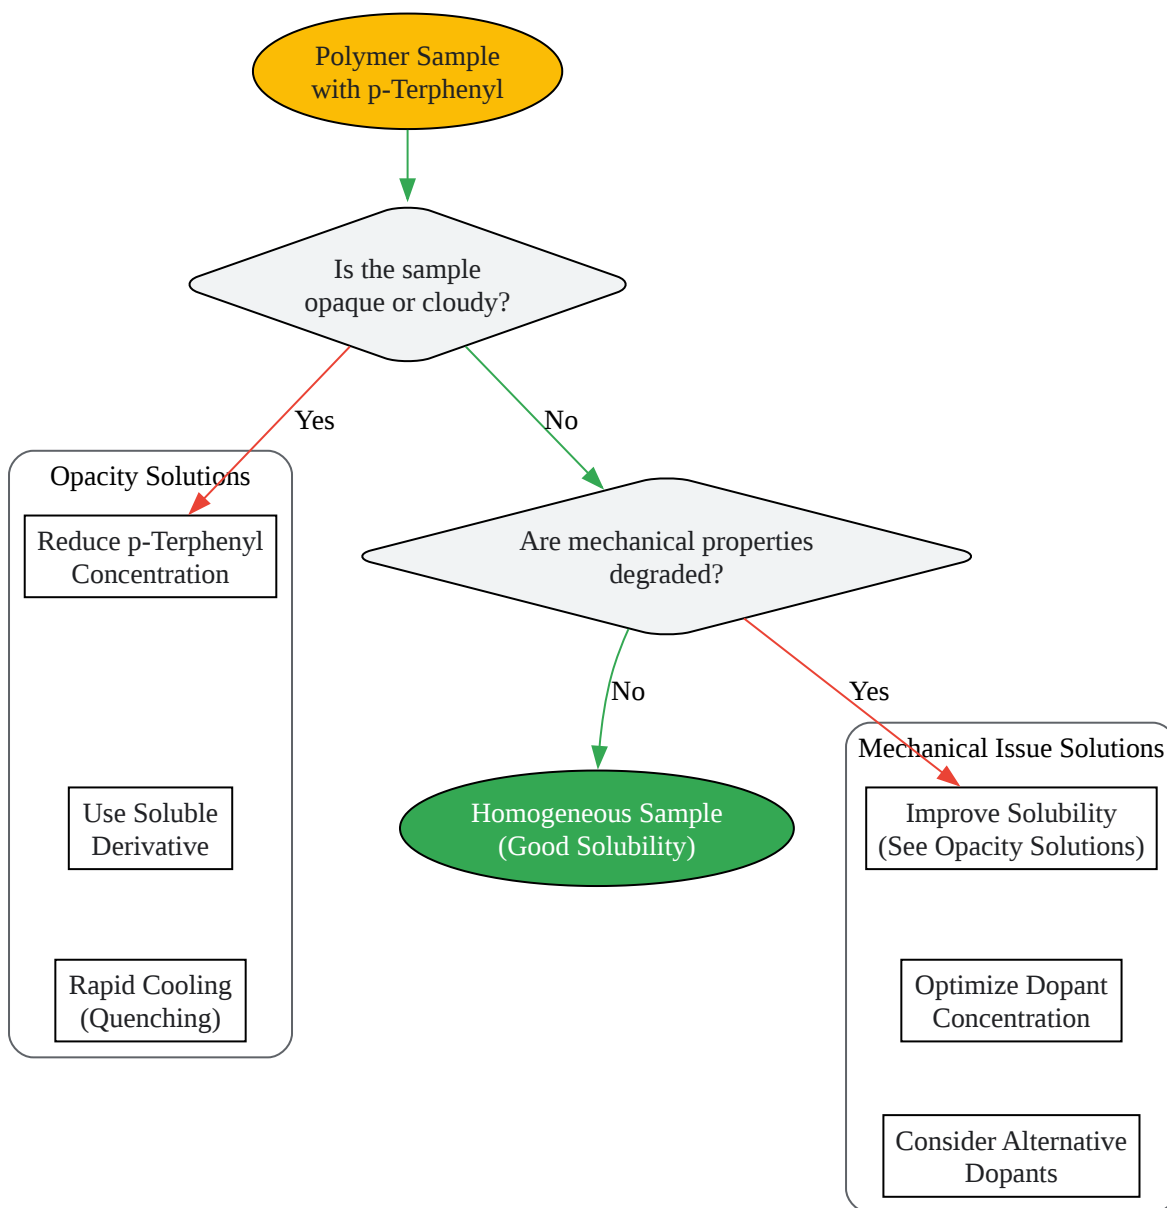 Polymer Sample
with p-Terphenyl
Is the sample
opaque or cloudy?
Yes
No
Opacity Solutions
Reduce p-Terphenyl
Concentration
Are mechanical properties
degraded?
No
Yes
Mechanical Issue Solutions
Use Soluble
Derivative
Homogeneous Sample
(Good Solubility)
Improve Solubility
(See Opacity Solutions)
Rapid Cooling
(Quenching)
Optimize Dopant
Concentration
Consider Alternative
Dopants